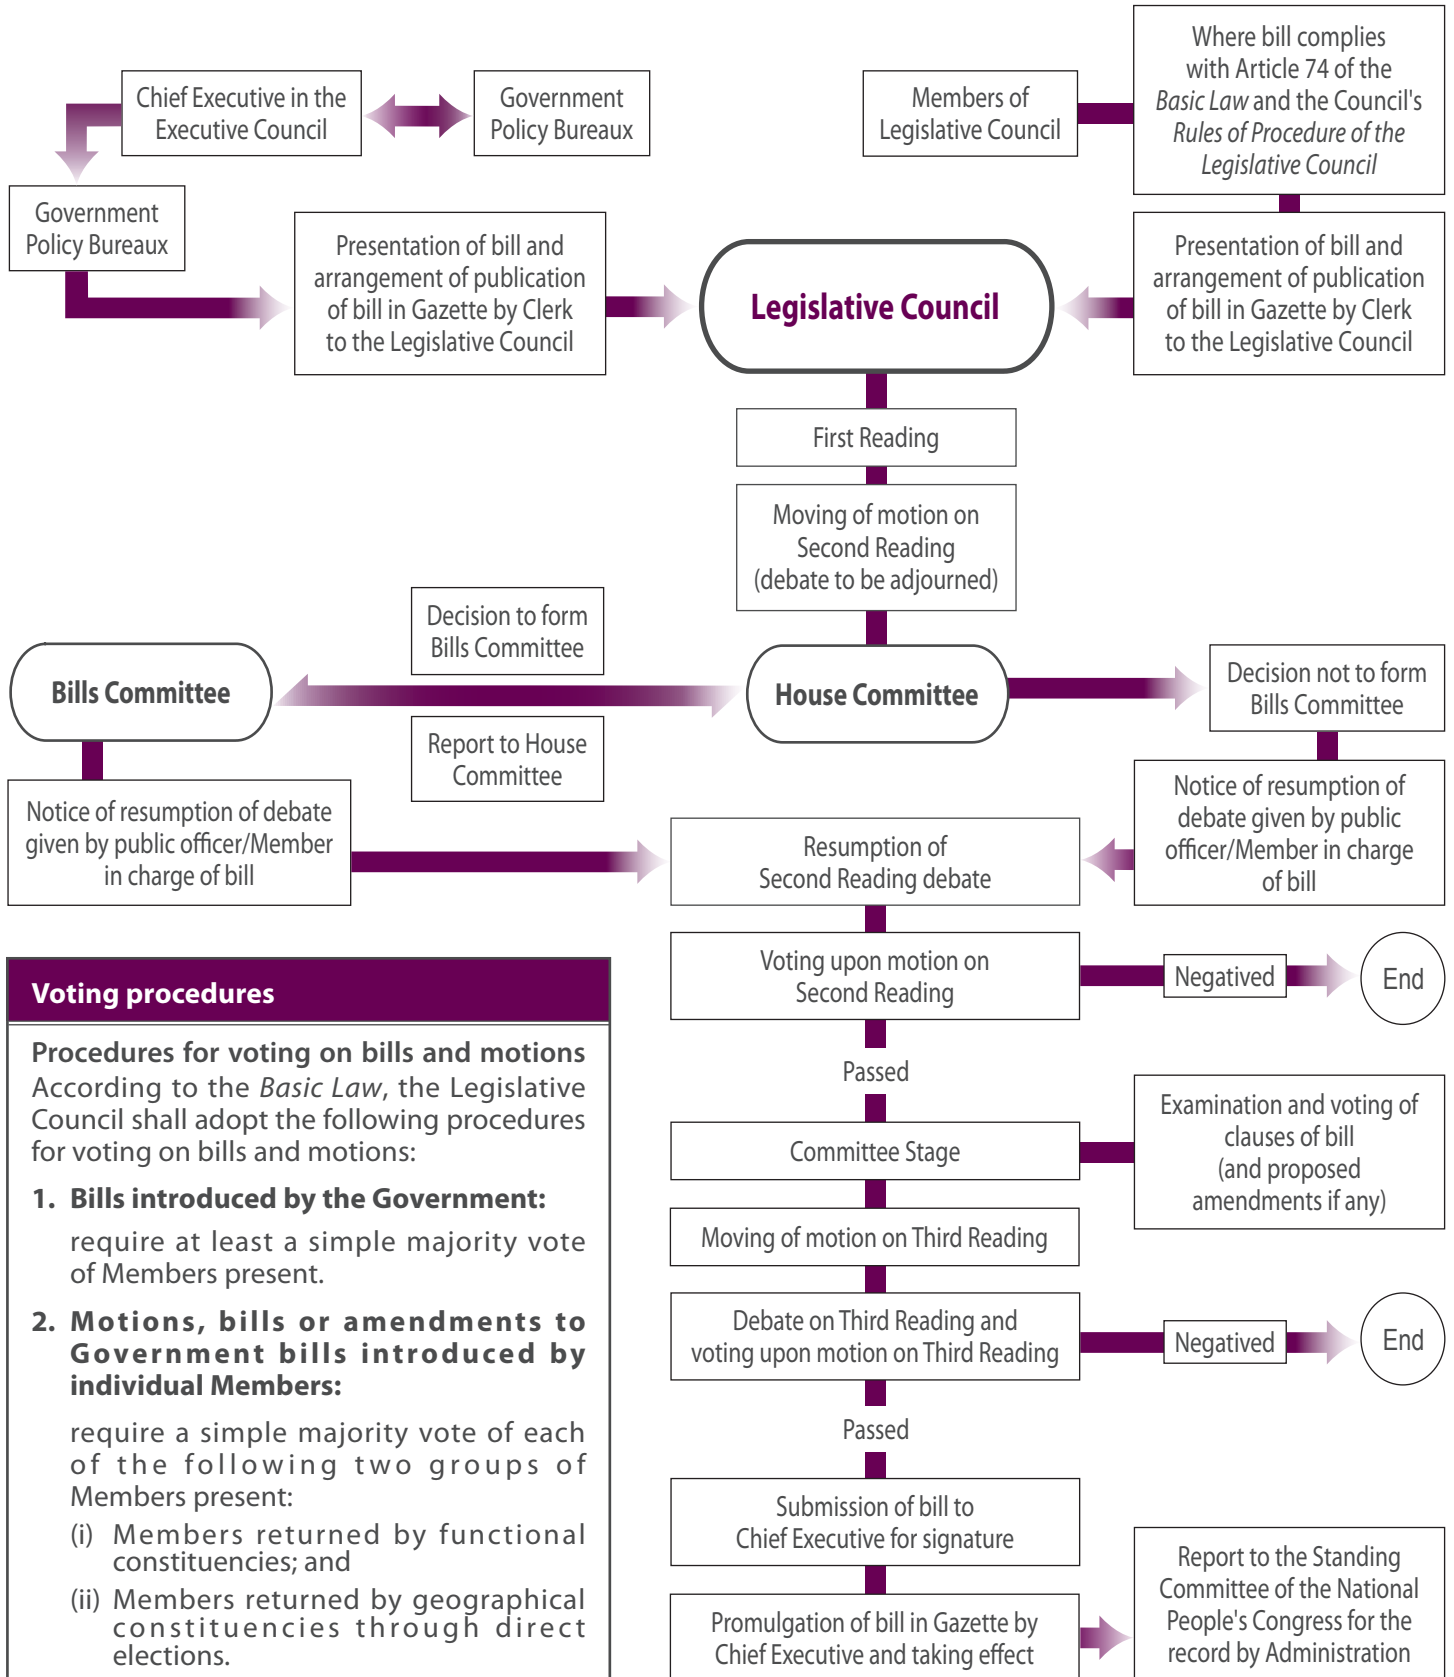 Chief Executive in the
Executive Council
Government
Policy Bureaux
Members of
Legislative Council
Where bill complies
with Article 74 of the
Basic Law and the Council's
Rules of Procedure of the
Legislative Council
Government
Policy Bureaux
Presentation of bill and
arrangement of publication
of bill in Gazette by Clerk
to the Legislative Council
Legislative Council
Presentation of bill and
arrangement of publication
of bill in Gazette by Clerk
to the Legislative Council
First Reading
Moving of motion on
Second Reading
(debate to be adjourned)
Decision to form
Bills Committee
Bills Committee
House Committee
Decision not to form
Bills Committee
Report to House
Committee
Notice of resumption of debate
given by public officer/Member
in charge of bill
Resumption of
Second Reading debate
Notice of resumption of
debate given by public
officer/Member in charge
of bill
Voting upon motion on
Second Reading
Negatived
End
Passed
Committee Stage
Examination and voting of
clauses of bill
(and proposed
amendments if any)
Moving of motion on Third Reading
Debate on Third Reading and
voting upon motion on Third Reading
Negatived
End
Passed
Submission of bill to
Chief Executive for signature
Promulgation of bill in Gazette by
Chief Executive and taking effect
Report to the Standing
Committee of the National
People's Congress for the
record by Administration
Voting procedures
Procedures for voting on bills and motions
According to the Basic Law, the Legislative
Council shall adopt the following procedures
for voting on bills and motions:
1. Bills introduced by the Government:
require at least a simple majority vote
of Members present.
2. Motions, bills or amendments to
Government bills introduced by
individual Members:
require a simple majority vote of each
of the following two groups of
Members present:
(i) Members returned by functional
constituencies; and
(ii) Members returned by geographical
constituencies through direct
elections.